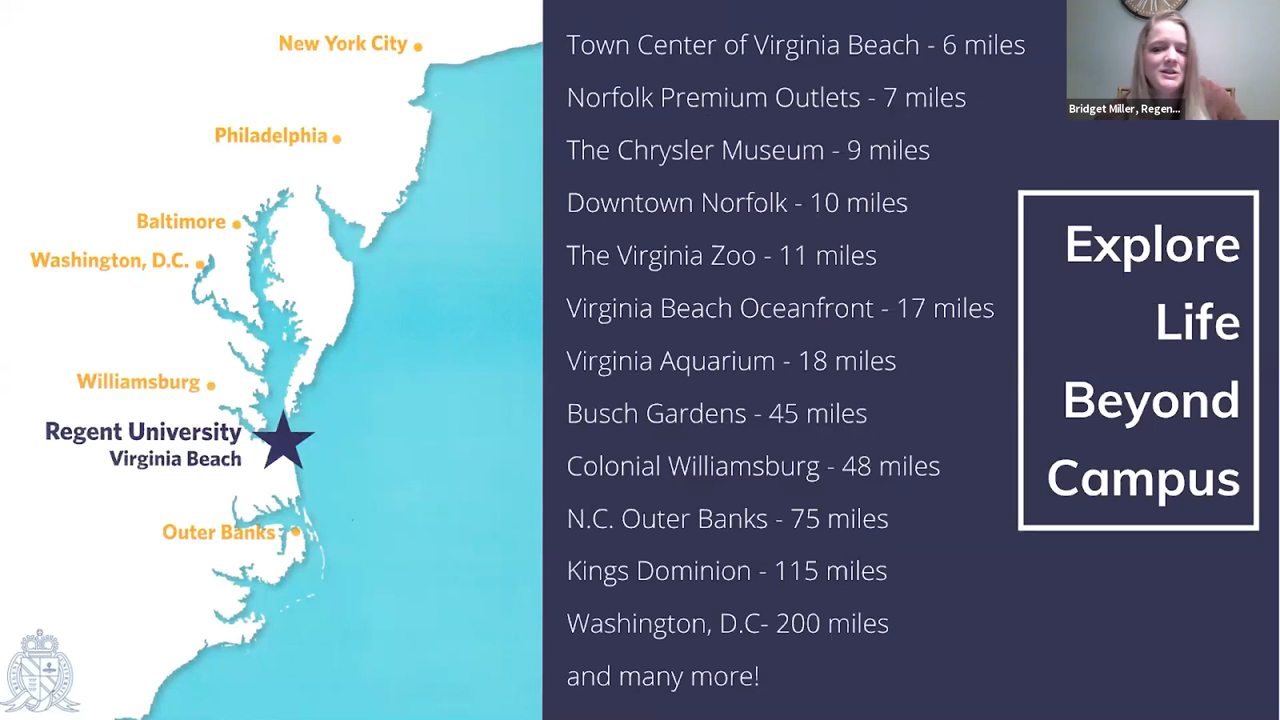 New York City
Philadelphia
Baltimore
Washington, D.C.
Williamsburg
Regent University
Virginia Beach
Outer Banks
Town Center of Virginia Beach - 6 miles
Norfolk Premium Outlets - 7 miles
The Chrysler Museum - 9 miles
Downtown Norfolk - 10 miles
The Virginia Zoo - 11 miles
Virginia Beach Oceanfront - 17 miles
Virginia Aquarium - 18 miles
Busch Gardens - 45 miles
Colonial Williamsburg - 48 miles
N.C. Outer Banks - 75 miles
Kings Dominion - 115 miles
Washington, D.C- 200 miles
and many more!
Bridget Miller, Regen...
Explore
Life
Beyond
Campus